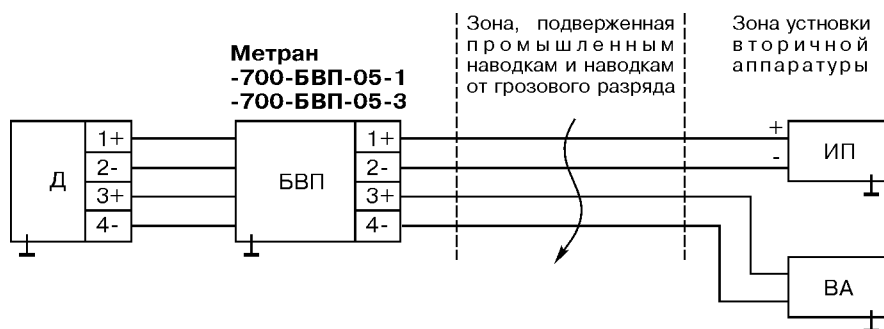 Метран
-700-БВП-05-1
-700-БВП-05-3
Зона, подверженная
промышленным
наводкам и наводкам
от грозового разряда
Зона устновки
вторичной
аппаратуры
Д
1+
2-
3+
4-
БВП
1+
2-
3+
4-
+
-
ИП
ВА